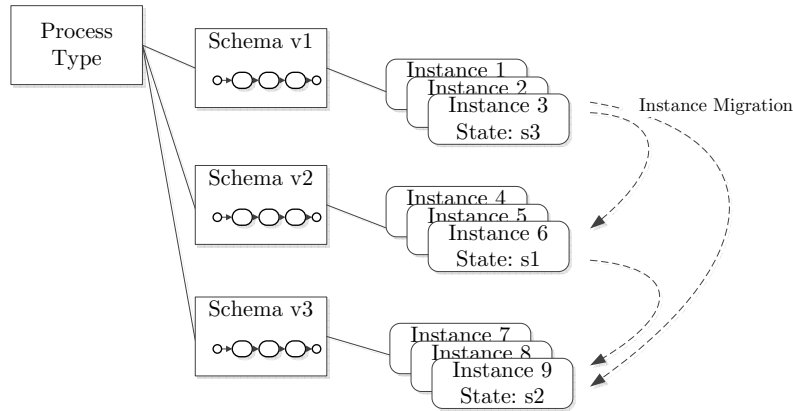 Process
Type
Schema v1
Instance 1
Instance 2
Instance 3
State: s3
Instance Migration
Schema v2
Instance 4
Instance 5
Instance 6
State: s1
Schema v3
Instance 7
Instance 8
Instance 9
State: s2